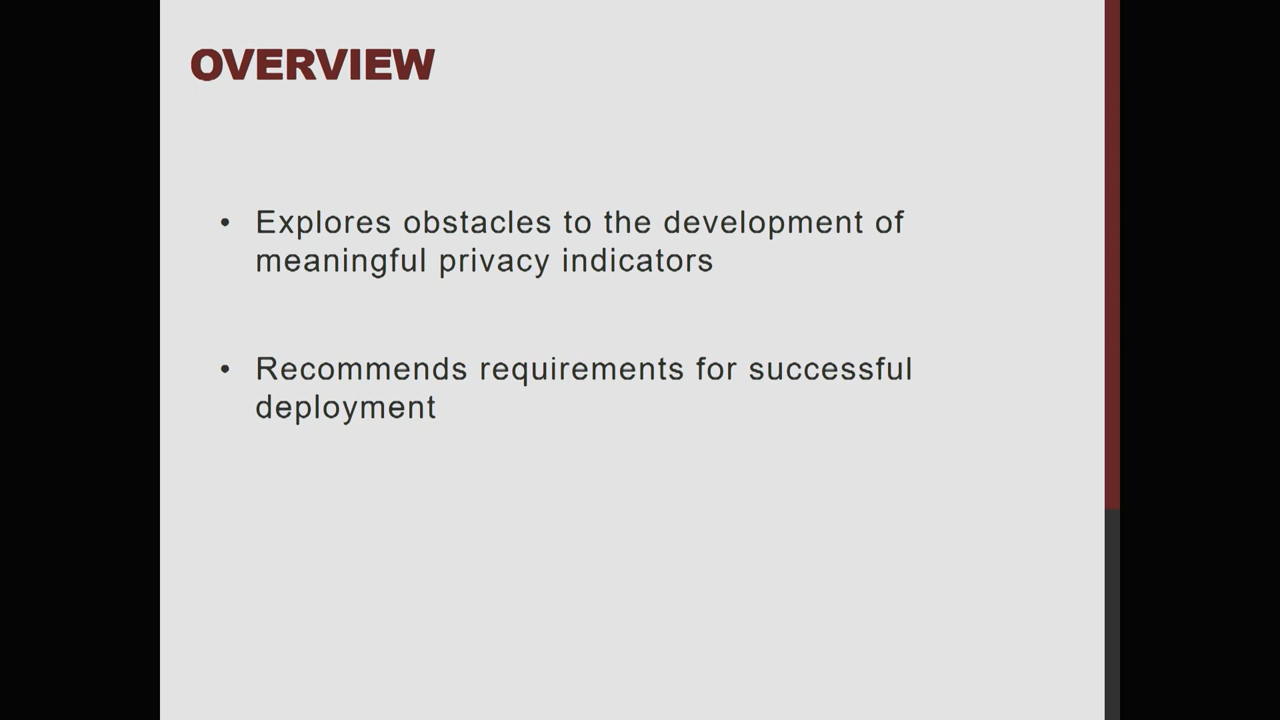 OVERVIEW
• Explores obstacles to the development of
meaningful privacy indicators
• Recommends requirements for successful
deployment